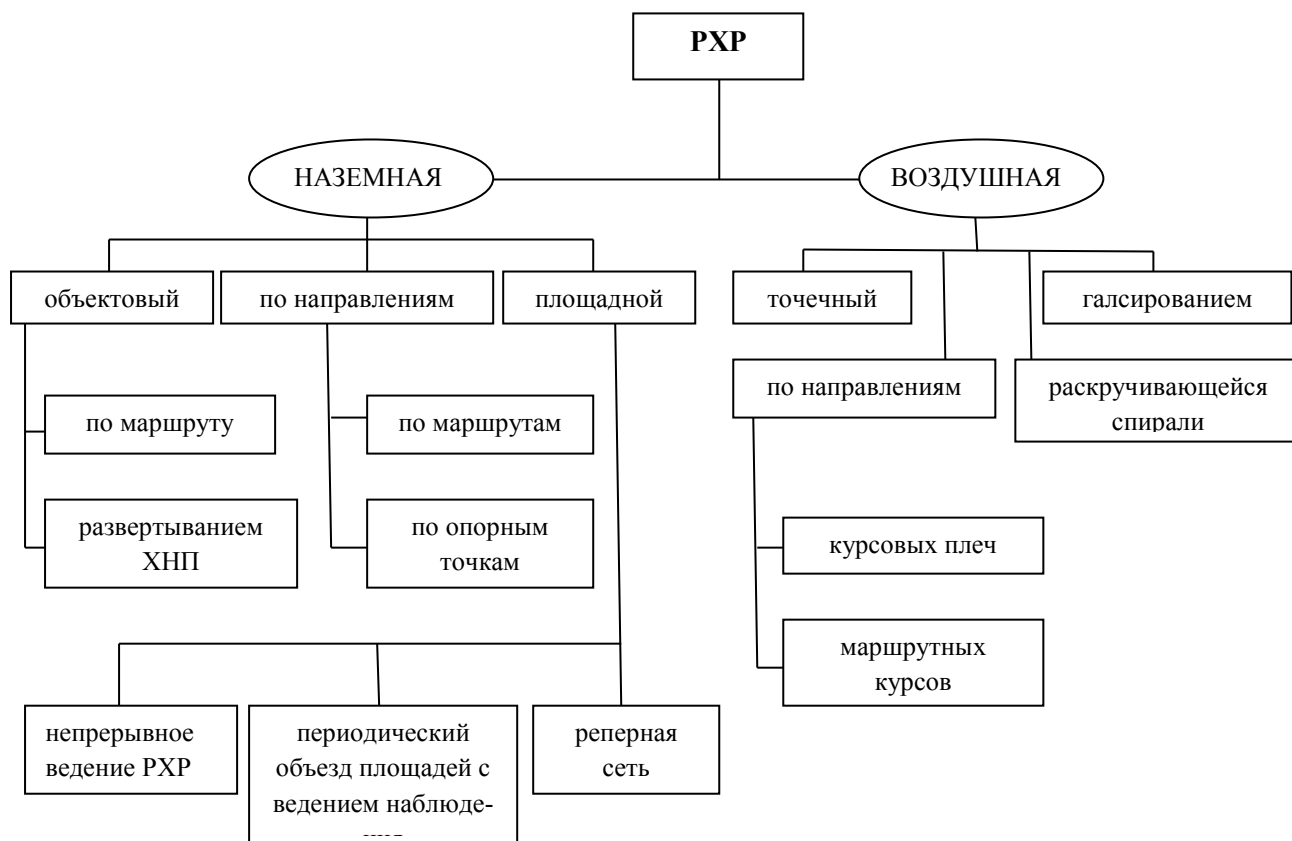 РХР
НАЗЕМНАЯ
ВОЗДУШНАЯ
объектовый
по направлениям
площадной
точечный
галсированием
по направлениям
раскручивающейся
спирали
по маршруту
по маршрутам
развертыванием
ХНП
по опорным
точкам
курсовых плеч
маршрутных
курсов
непрерывное
ведение РХР
периодический
объезд площадей с
ведением наблюде-
реперная
сеть